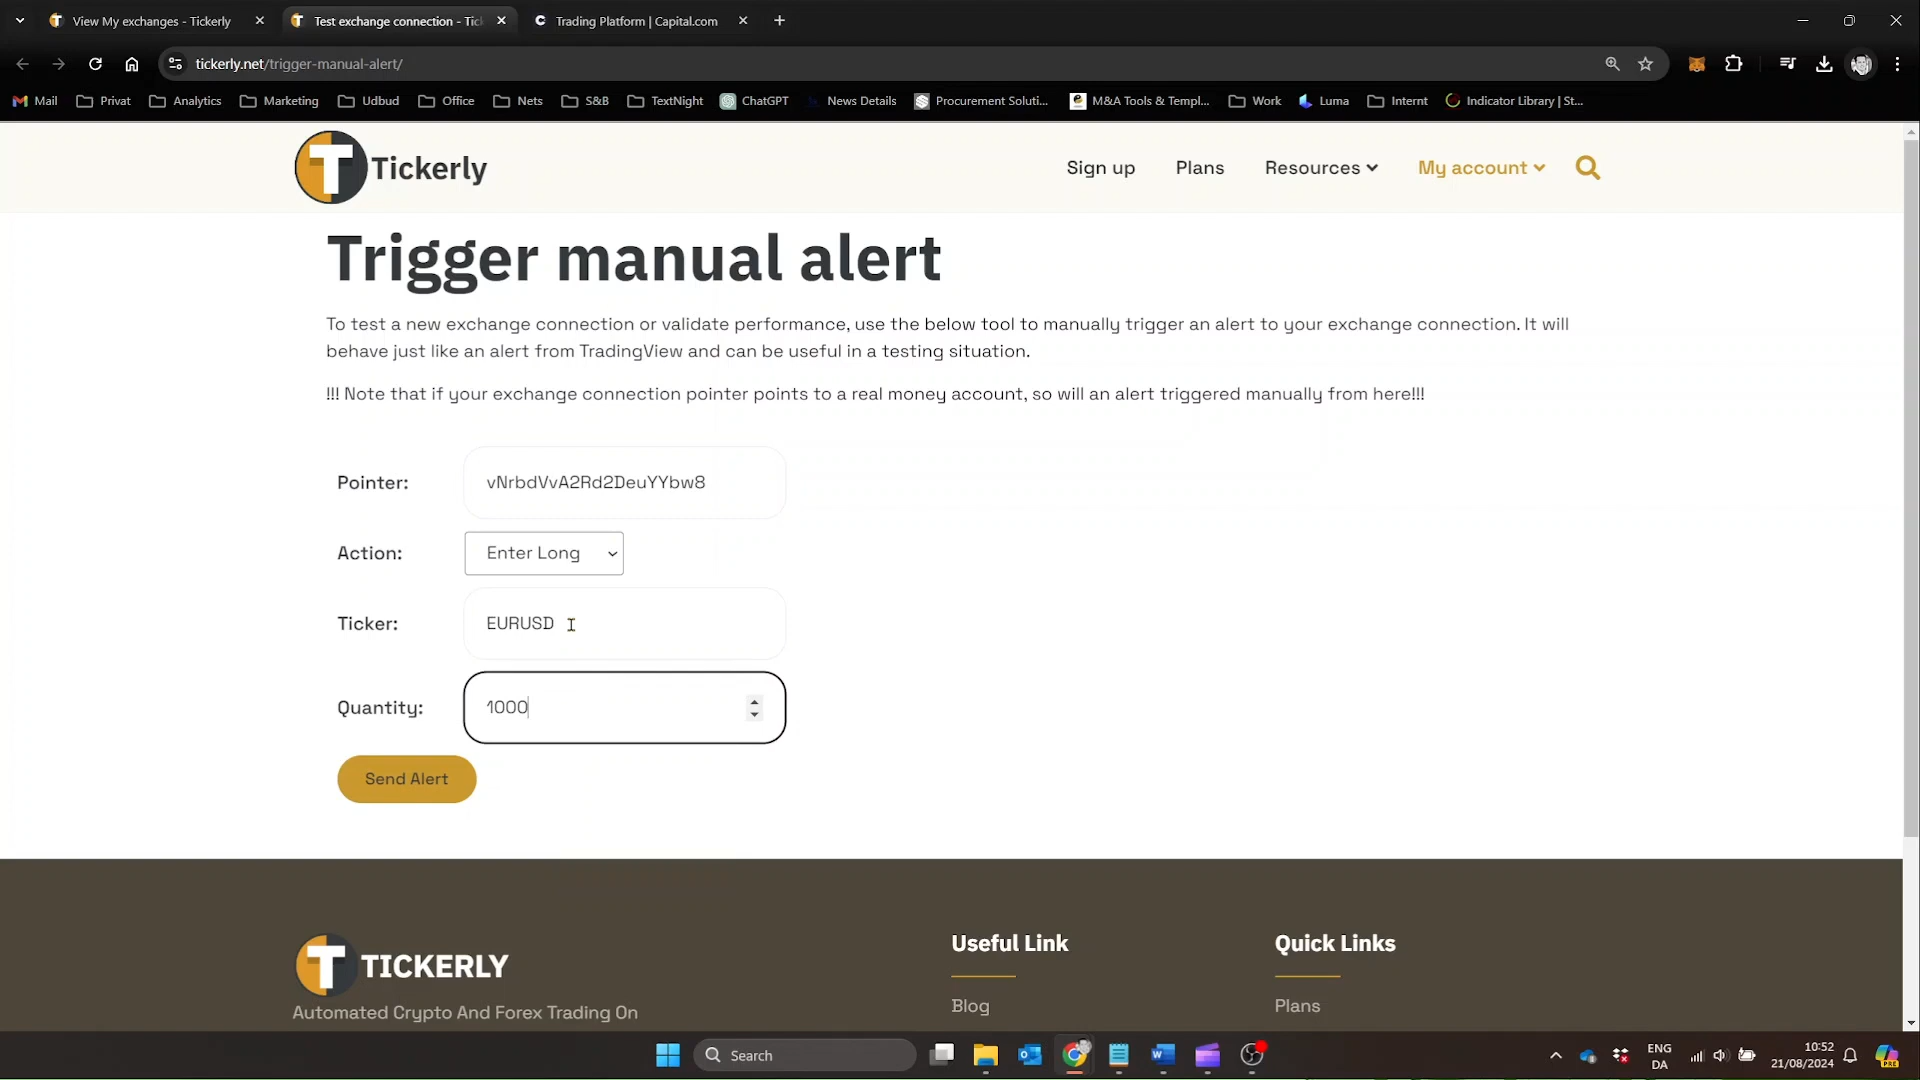 View My exchanges - Tickerly
Test exchange connection - Tic
Trading Platform | Capital.com
tickerly.net/trigger-manual-alert/
Mail
Privat
Analytics
Marketing
Udbud
Office
Nets
S&B
TextNight
ChatGPT
News Details
Procurement Soluti...
M&A Tools & Templ...
Work
Luma
Internt
Indicator Library | St...
Tickerly
Sign up
Plans
Resources
My account
Trigger manual alert
To test a new exchange connection or validate performance, use the below tool to manually trigger an alert to your exchange connection. It will
behave just like an alert from TradingView and can be useful in a testing situation.
!!! Note that if your exchange connection pointer points to a real money account, so will an alert triggered manually from here!!!
Pointer:
vNrbdVvA2Rd2DeuYYbw8
Action:
Enter Long
Ticker:
EURUSD
Quantity:
1000
Send Alert
TICKERLY
Automated Crypto And Forex Trading On
Useful Link
Blog
Quick Links
Plans
Search
ENG
DA
10:52
21/08/2024